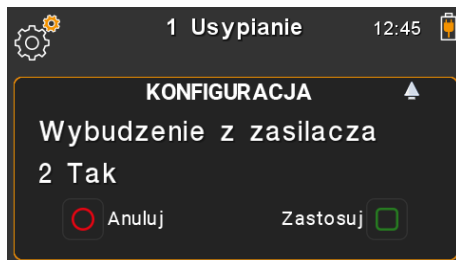 1 Usypianie 12:45
KONFIGURACJA
Wybudzenie z zasilacza
2 Tak
Anuluj Zastosuj